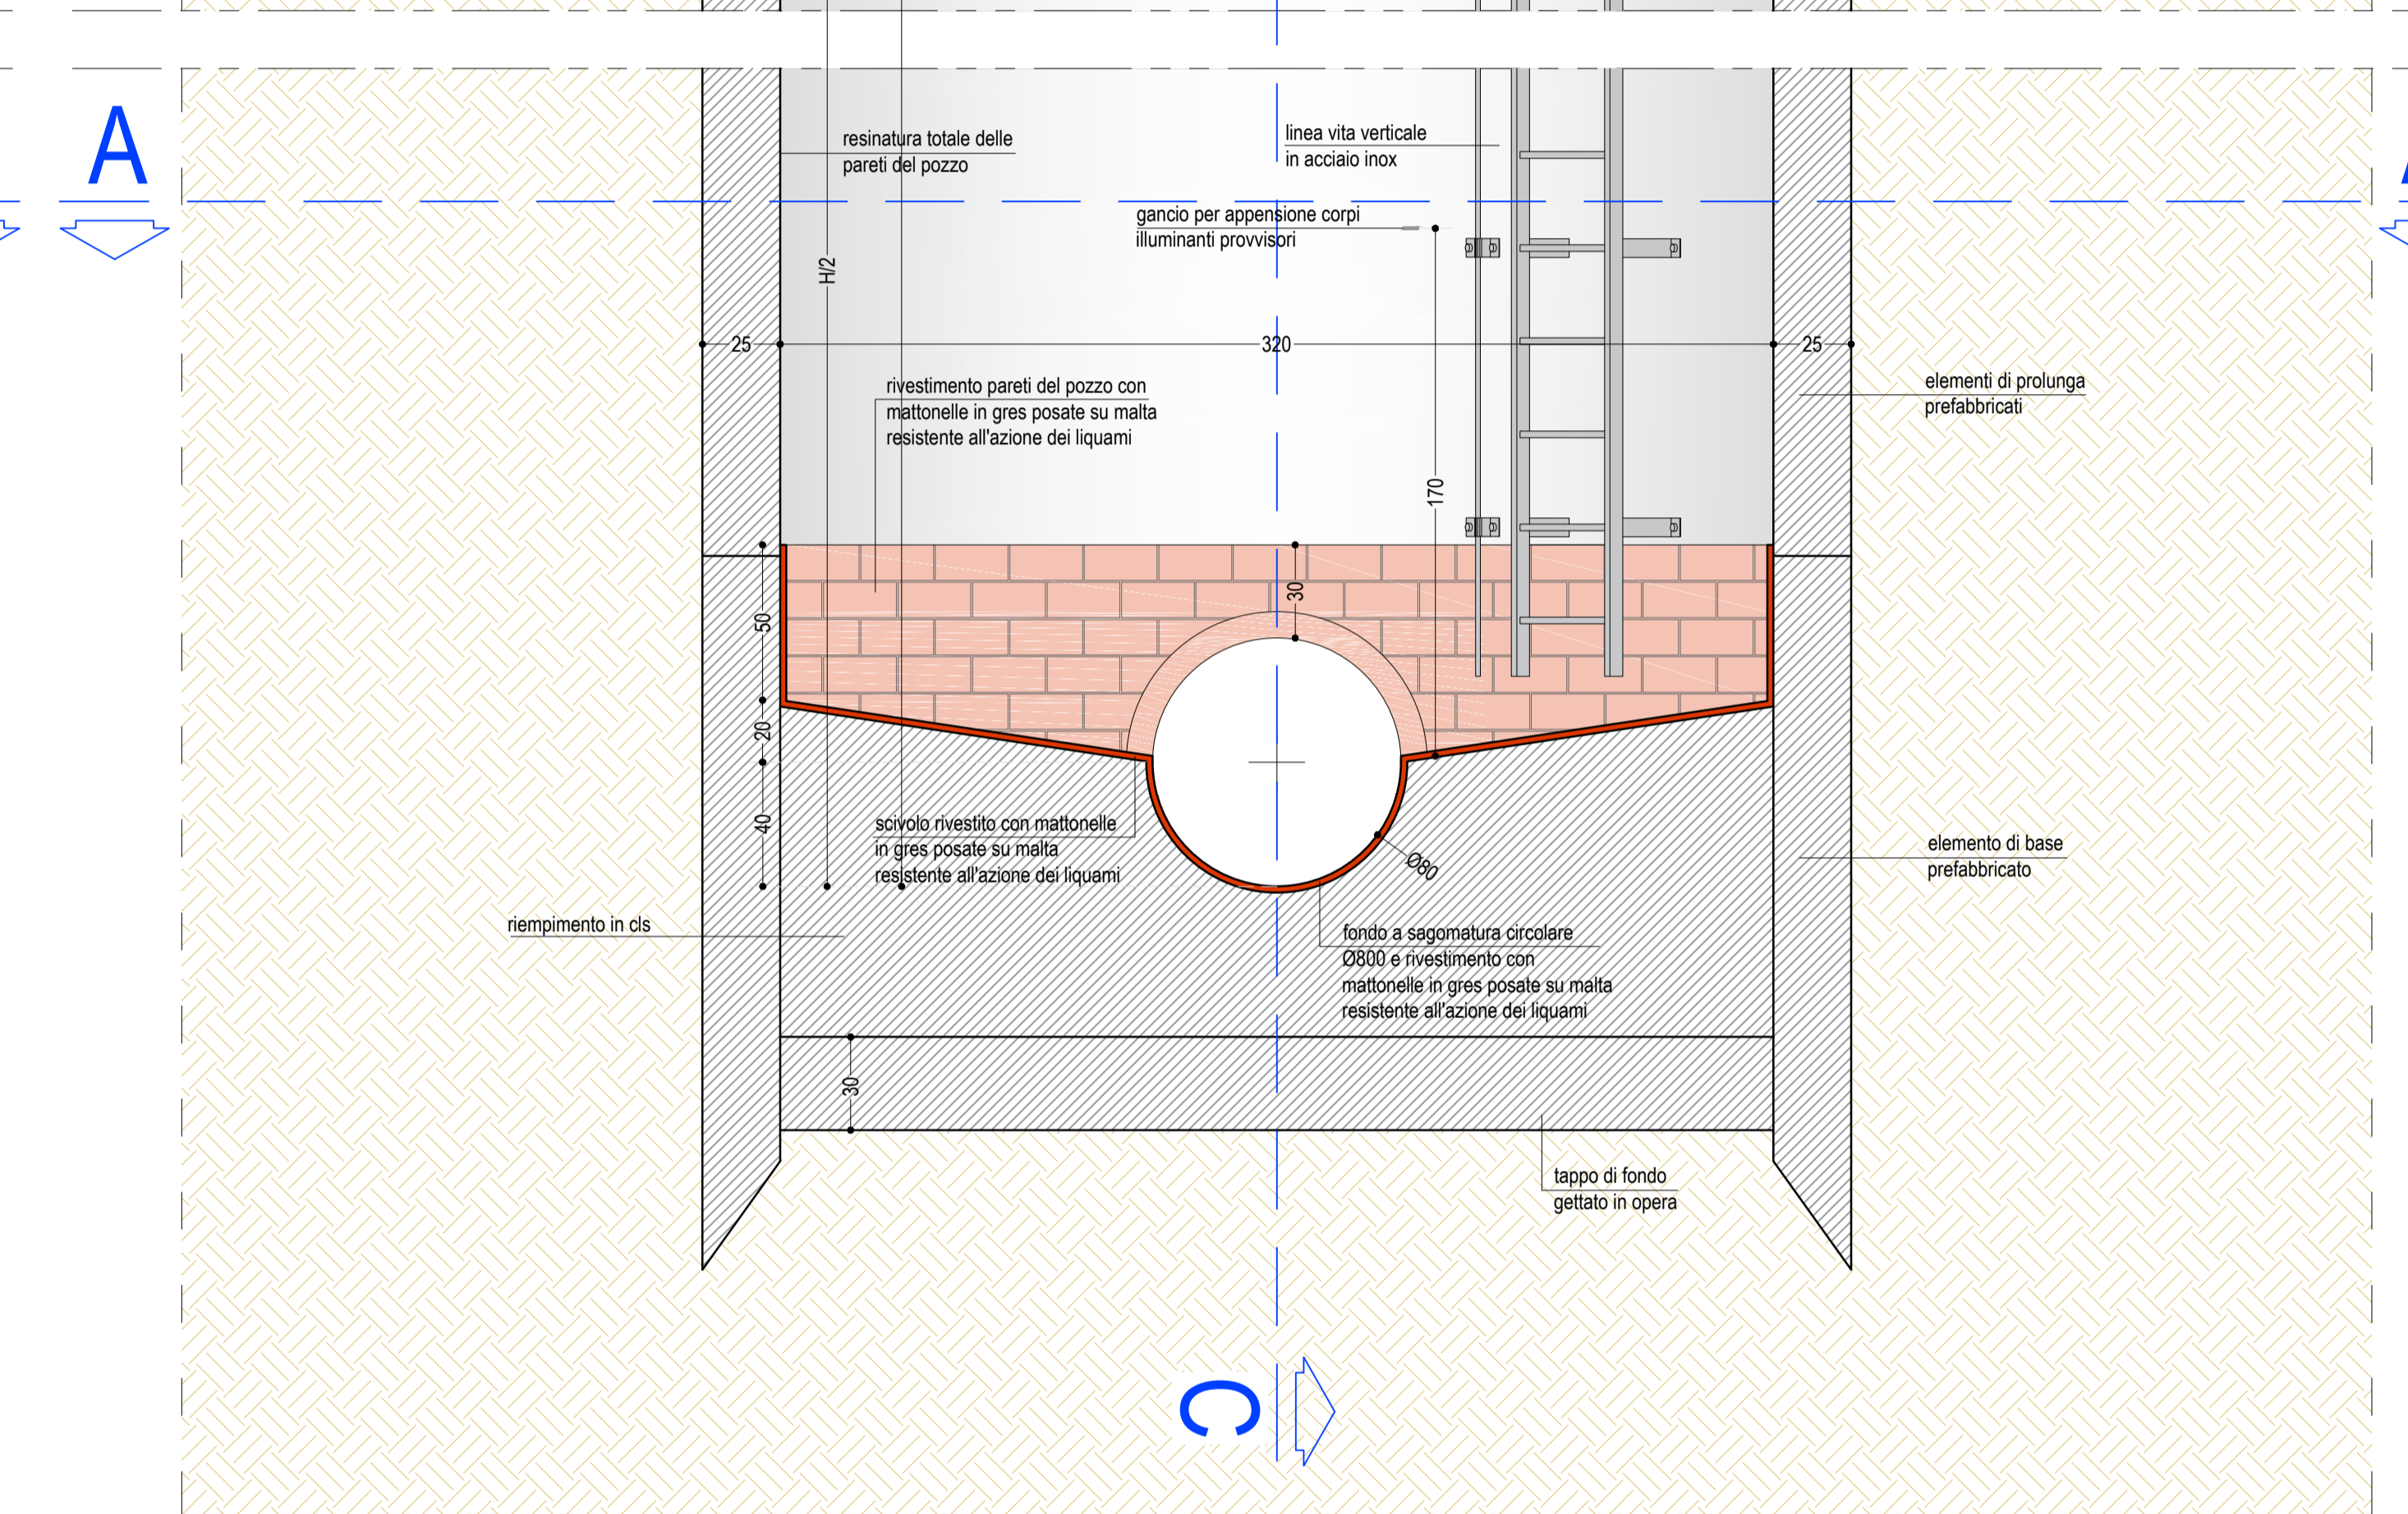 A
resinatura totale delle
pareti del pozzo
linea vita verticale
in acciaio inox
gancio per appensione corpi
illuminanti provvisori
H/2
25
320
25
rivestimento pareti del pozzo con
mattonelle in gres posate su malta
resistente all'azione dei liquami
elementi di prolunga
prefabbricati
170
50
30
20
40
scivolo rivestito con mattonelle
in gres posate su malta
resistente all'azione dei liquami
Ø80
elemento di base
prefabbricato
riempimento in cls
fondo a sagomatura circolare
Ø800 e rivestimento con
mattonelle in gres posate su malta
resistente all'azione dei liquami
30
tappo di fondo
gettato in opera
C